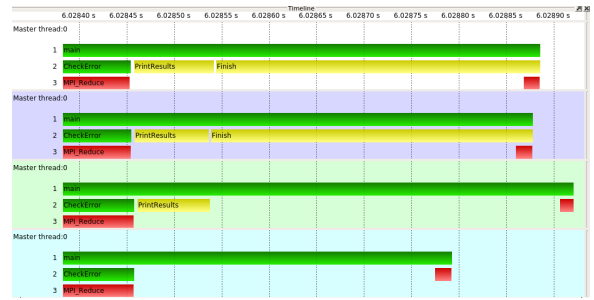 Timeline
6.02840 s 6.02845 s 6.02850 s 6.02855 s 6.02860 s 6.02865 s 6.02870 s 6.02875 s 6.02880 s 6.02885 s 6.02890 s
Master thread:0
1 main
2 CheckError PrintResults Finish
3 MPI_Reduce
Master thread:0
1 main
2 CheckError PrintResults Finish
3 MPI_Reduce
Master thread:0
1 main
2 CheckError PrintResults
3 MPI_Reduce
Master thread:0
1 main
2 CheckError
3 MPI_Reduce